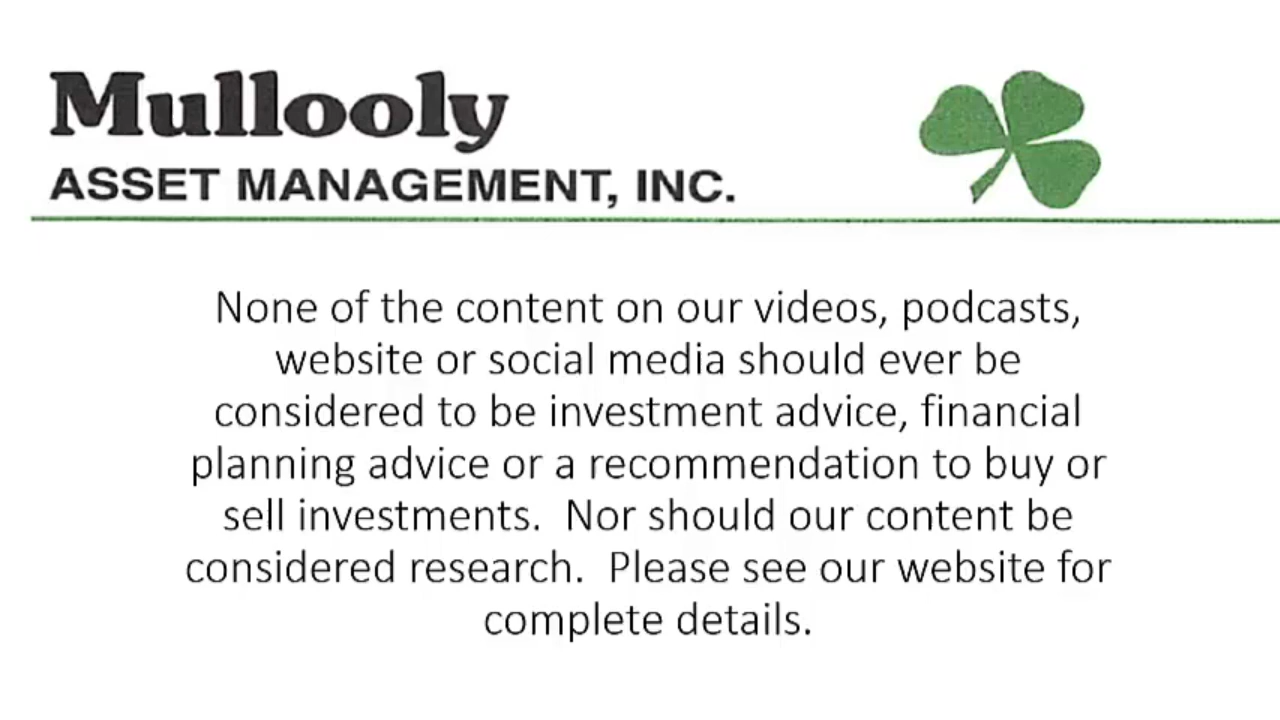 Mullooly
ASSET MANAGEMENT, INC.
None of the content on our videos, podcasts,
website or social media should ever be
considered to be investment advice, financial
planning advice or a recommendation to buy or
sell investments.  Nor should our content be
considered research.  Please see our website for
complete details.